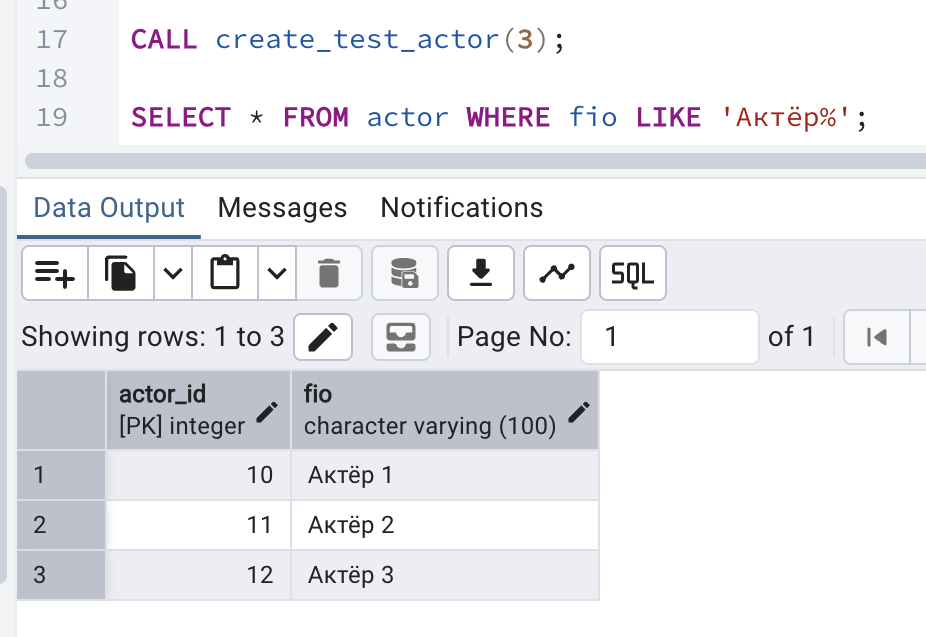 16
17 CALL create_test_actor(3);
18
19 SELECT * FROM actor WHERE fio LIKE 'Актёр%';
Data Output Messages Notifications
SQL
Showing rows: 1 to 3 Page No: 1 of 1
actor_id fio
[PK] integer character varying (100)
1 10 Актёр 1
2 11 Актёр 2
3 12 Актёр 3